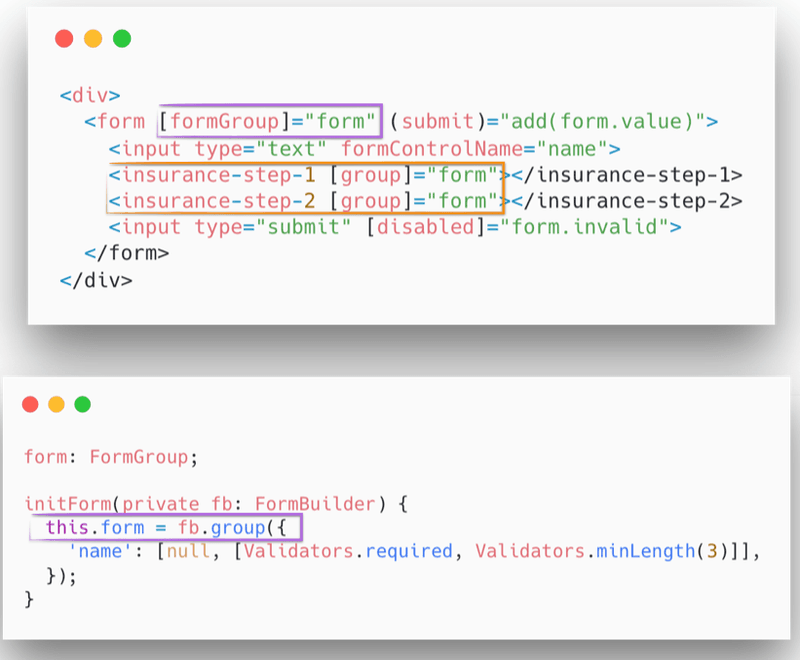 <div>
<form [formGroup]="form" (submit)="add(form.value)">
<input type="text" formControlName="name">
<insurance-step-1 [group]="form"></insurance-step-1>
<insurance-step-2 [group]="form"></insurance-step-2>
<input type="submit" [disabled]="form.invalid">
</form>
</div>
form: FormGroup;
initForm(private fb: FormBuilder) {
this.form = fb.group({
'name': [null, [Validators.required, Validators.minLength(3)]],
});
}